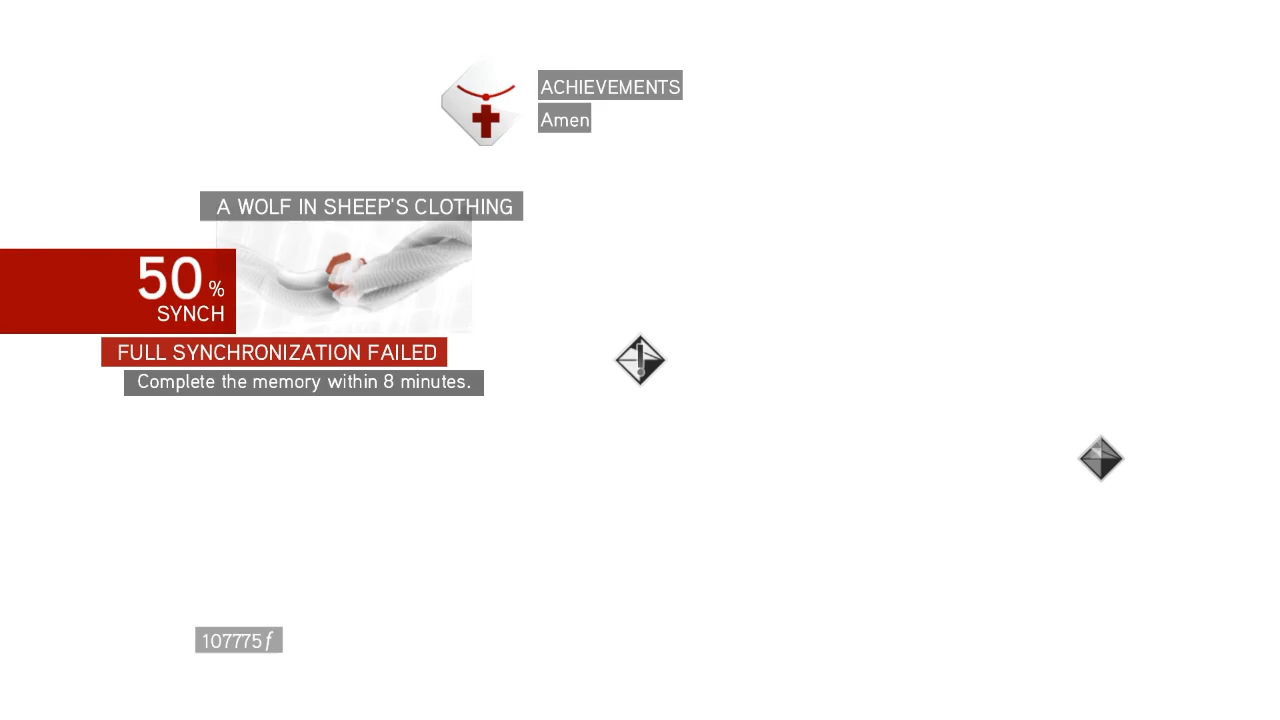 ACHIEVEMENTS
Amen
A WOLF IN SHEEP'S CLOTHING
50 %
SYNCH
FULL SYNCHRONIZATION FAILED
Complete the memory within 8 minutes.
107775ƒ